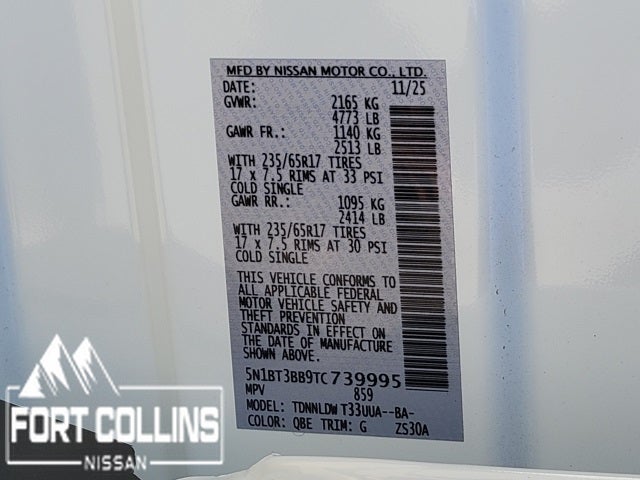 MFD BY NISSAN MOTOR CO., LTD.
DATE: 11/25
GVWR: 2165 KG
4773 LB
GAWR FR.: 1140 KG
2513 LB
WITH 235/65R17 TIRES
17 x 7.5 RIMS AT 33 PSI
COLD SINGLE
GAWR RR.: 1095 KG
2414 LB
WITH 235/65R17 TIRES
17 x 7.5 RIMS AT 30 PSI
COLD SINGLE
THIS VEHICLE CONFORMS TO
ALL APPLICABLE FEDERAL
MOTOR VEHICLE SAFETY AND
THEFT PREVENTION
STANDARDS IN EFFECT ON
THE DATE OF MANUFACTURE
SHOWN ABOVE.
5N1BT3BB9TC739995
MPV 859
MODEL: TDNNLDW T33UUA--BA-
COLOR: QBE TRIM: G ZS30A
FORT COLLINS
NISSAN